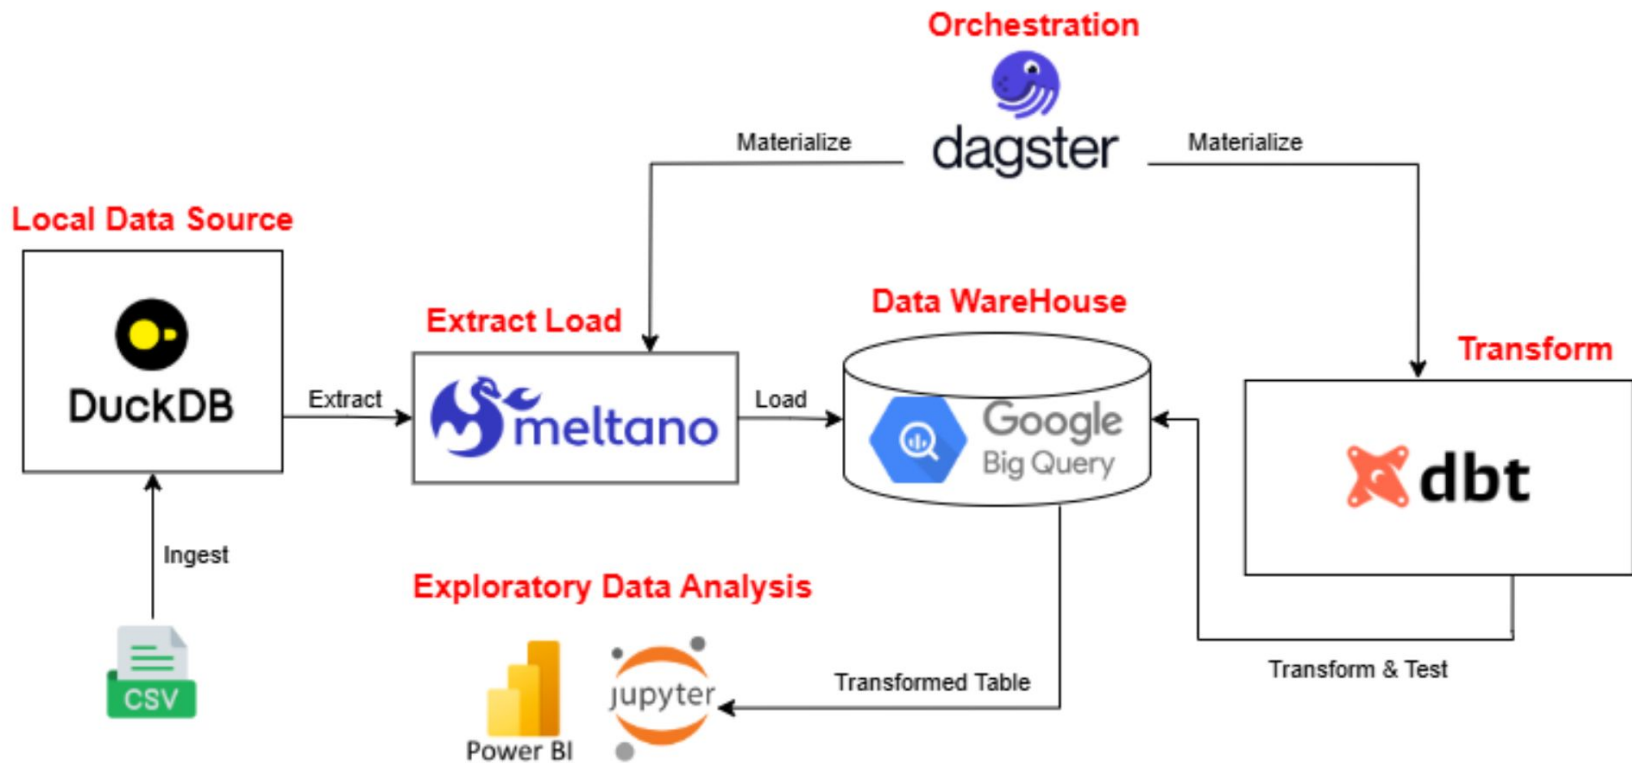 Orchestration
dagster
Materialize
Materialize
Local Data Source
DuckDB
Extract
Extract Load
meltano
Load
Data WareHouse
Google
Big Query
Transform
dbt
Ingest
CSV
Exploratory Data Analysis
Power BI
jupyter
Transformed Table
Transform & Test